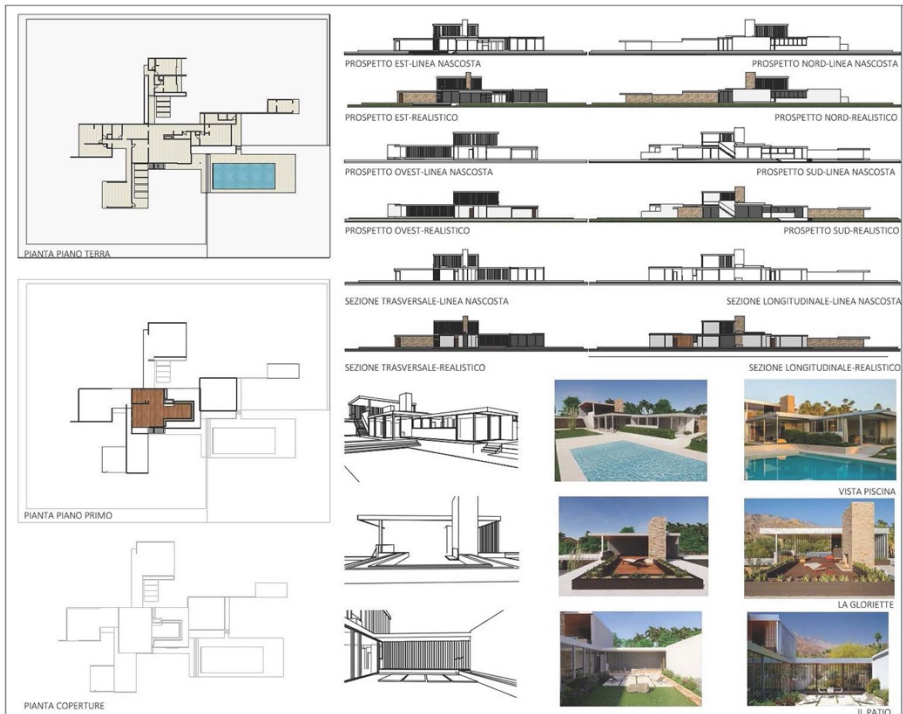 PIANTA PIANO TERRA
PIANTA PIANO PRIMO
PIANTA COPERTURE
PROSPETTO EST-LINEA NASCOSTA
PROSPETTO NORD-LINEA NASCOSTA
PROSPETTO EST-REALISTICO
PROSPETTO NORD-REALISTICO
PROSPETTO OVEST-LINEA NASCOSTA
PROSPETTO SUD-LINEA NASCOSTA
PROSPETTO OVEST-REALISTICO
PROSPETTO SUD-REALISTICO
SEZIONE TRASVERSALE-LINEA NASCOSTA
SEZIONE LONGITUDINALE-LINEA NASCOSTA
SEZIONE TRASVERSALE-REALISTICO
SEZIONE LONGITUDINALE-REALISTICO
VISTA PISCINA
LA GLORIETTE
IL PATIO